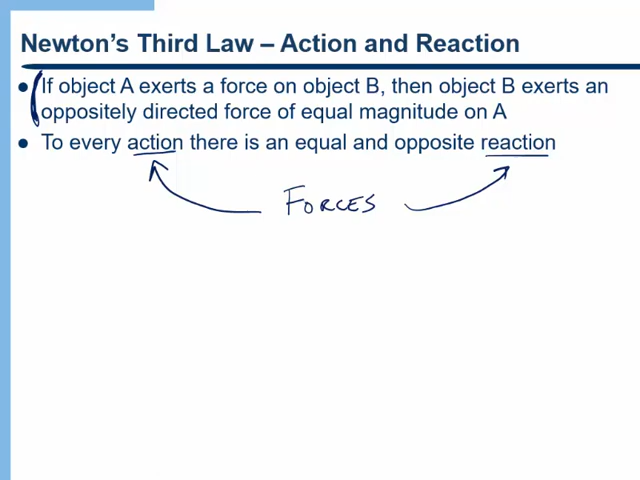 Newton's Third Law – Action and Reaction
● If object A exerts a force on object B, then object B exerts an
oppositely directed force of equal magnitude on A
● To every action there is an equal and opposite reaction
FORCES